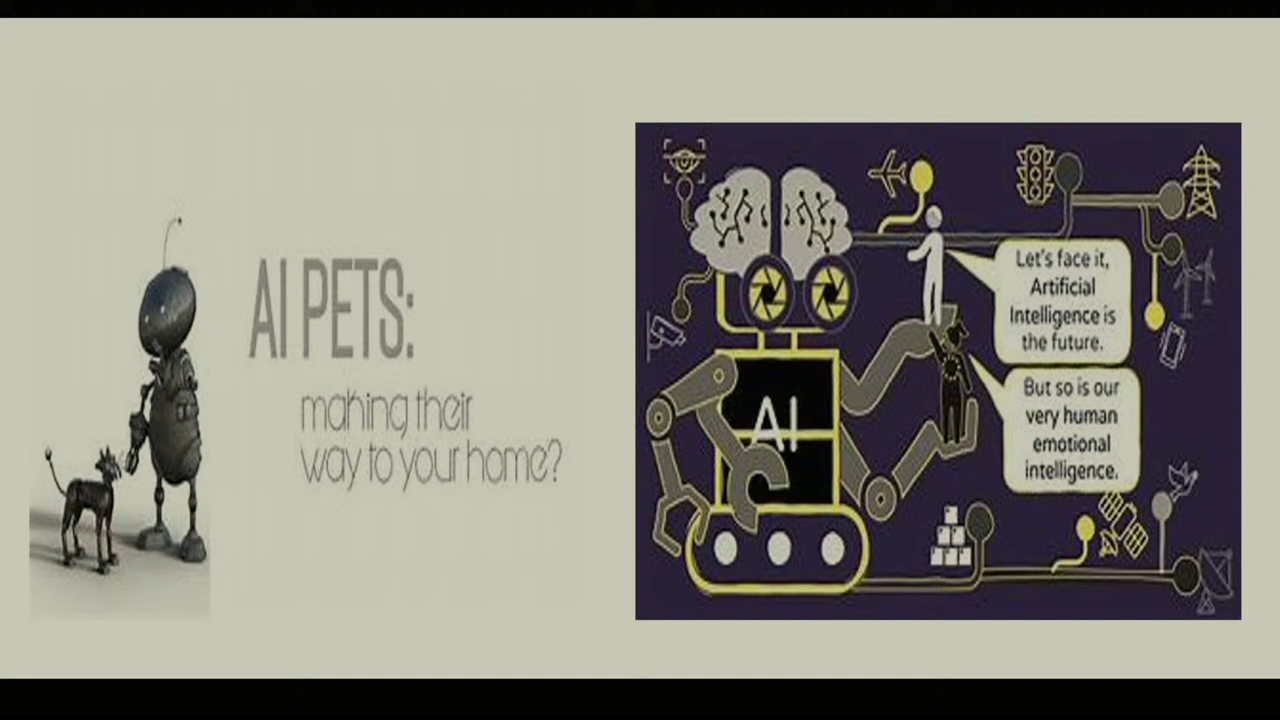 AI PETS:
making their
way to your home?
Let's face it,
Artificial
Intelligence is
the future.
But so is our
very human
emotional
intelligence.
AI